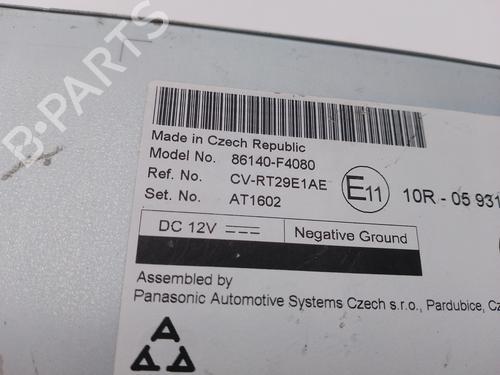 B-PARTS
Made in Czech Republic
Model No. 86140-F4080
Ref. No. CV-RT29E1AE
Set. No. AT1602
E11
10R - 05 931
DC 12V
Negative Ground
Assembled by
Panasonic Automotive Systems Czech s.r.o., Pardubice, Cz